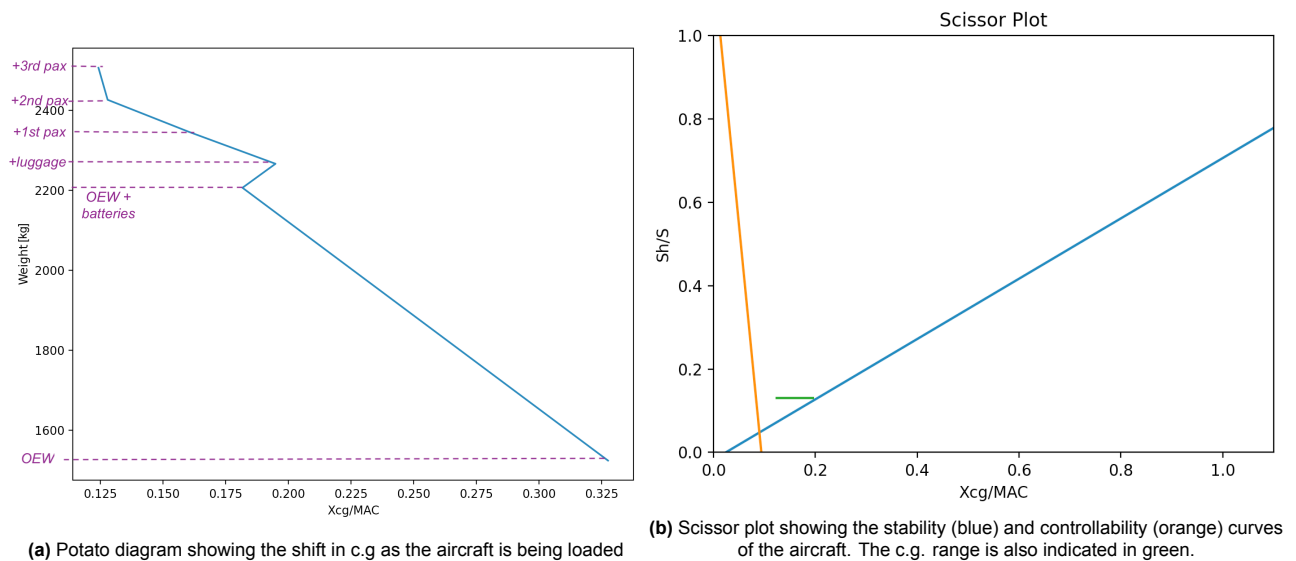 +3rd pax
+2nd pax
2400
+1st pax
+luggage
2200
OEW +
batteries
Weight [kg]
2000
1800
1600
OEW
0.125 0.150 0.175 0.200 0.225 0.250 0.275 0.300 0.325
Xcg/MAC
(a) Potato diagram showing the shift in c.g as the aircraft is being loaded
Scissor Plot
1.0
0.8
0.6
Sh/S
0.4
0.2
0.0
0.0 0.2 0.4 0.6 0.8 1.0
Xcg/MAC
(b) Scissor plot showing the stability (blue) and controllability (orange) curves
of the aircraft. The c.g. range is also indicated in green.